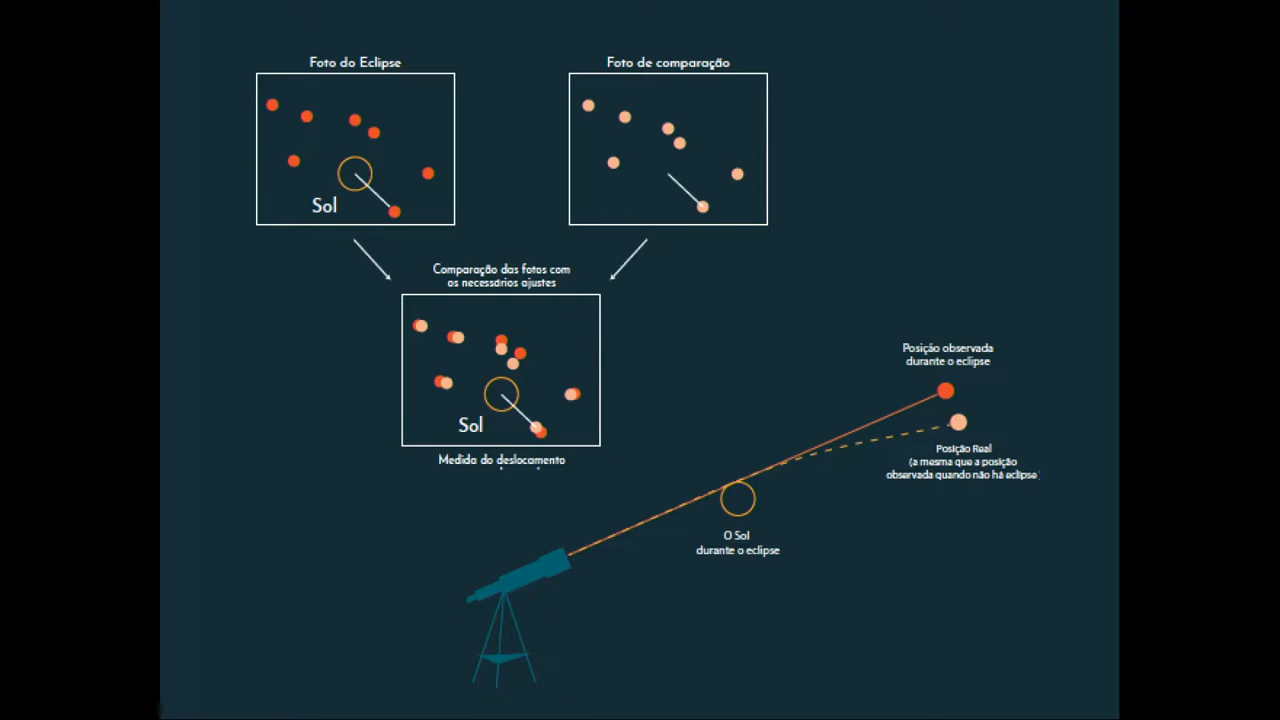 Foto do Eclipse
Foto de comparação
Sol
Comparação das fotos com
os necessários ajustes
Sol
Medida do deslocamento
Posição observada
durante o eclipse
Posição Real
(a mesma que a posição
observada quando não há eclipse)
O Sol
durante o eclipse